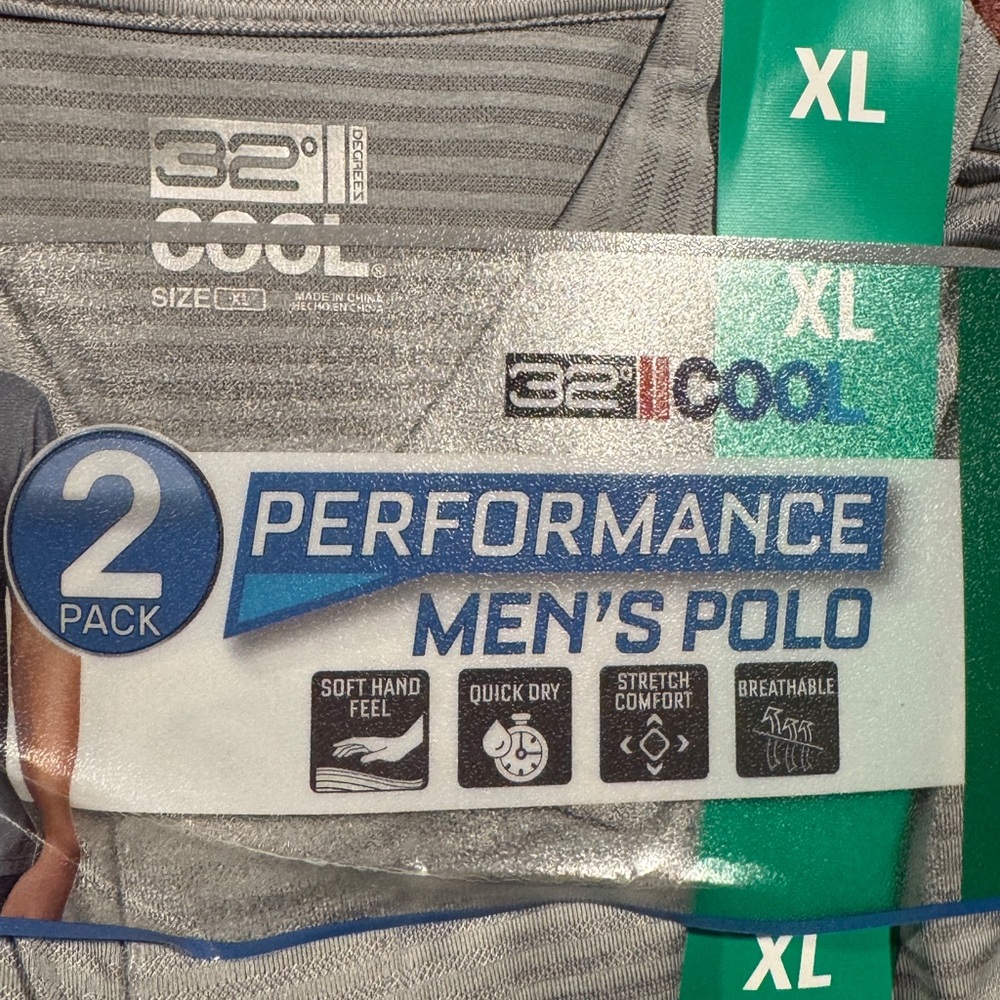 XL
32° DEGREES
COOL®
SIZE XL
MADE IN CHINA
HECHO EN CHINA
XL
32° COOL
2
PACK
PERFORMANCE
MEN'S POLO
SOFT HAND
FEEL
QUICK DRY
STRETCH
COMFORT
BREATHABLE
XL